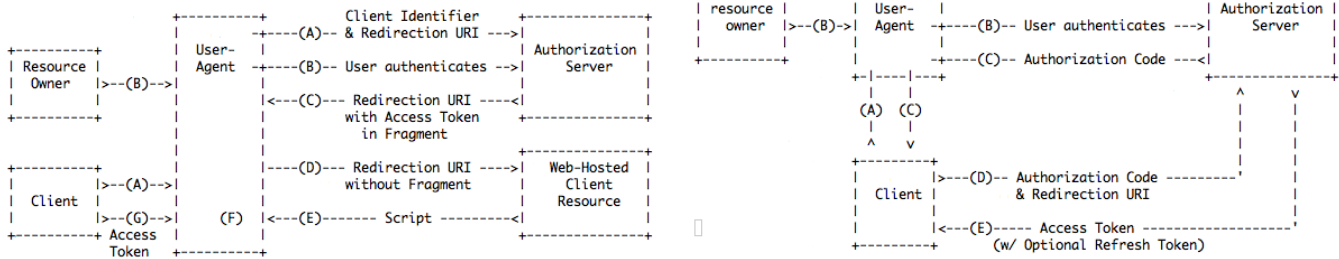 Client Identifier
-+----(A)-- & Redirection URI --->|
User-
Agent
-+----(B)-- User authenticates -->|
Authorization
Server
Resource
Owner
|>--(B)-->|
|<---(C)--- Redirection URI ----<|
with Access Token
in Fragment
|----(D)--- Redirection URI ---->|
without Fragment
Web-Hosted
Client
Resource
Client
|>--(A)-->|
|>--(G)-->|
(F)
|<---(E)------- Script ---------<|
Access
Token
resource
owner
|>--(B)->|
User-
Agent
-+----(B)-- User authenticates --->|
Authorization
Server
-+----(C)-- Authorization Code ---<|
(A) (C)
Client
|>---(D)-- Authorization Code ---------'
& Redirection URI
|<---(E)----- Access Token -------------------'
(w/ Optional Refresh Token)